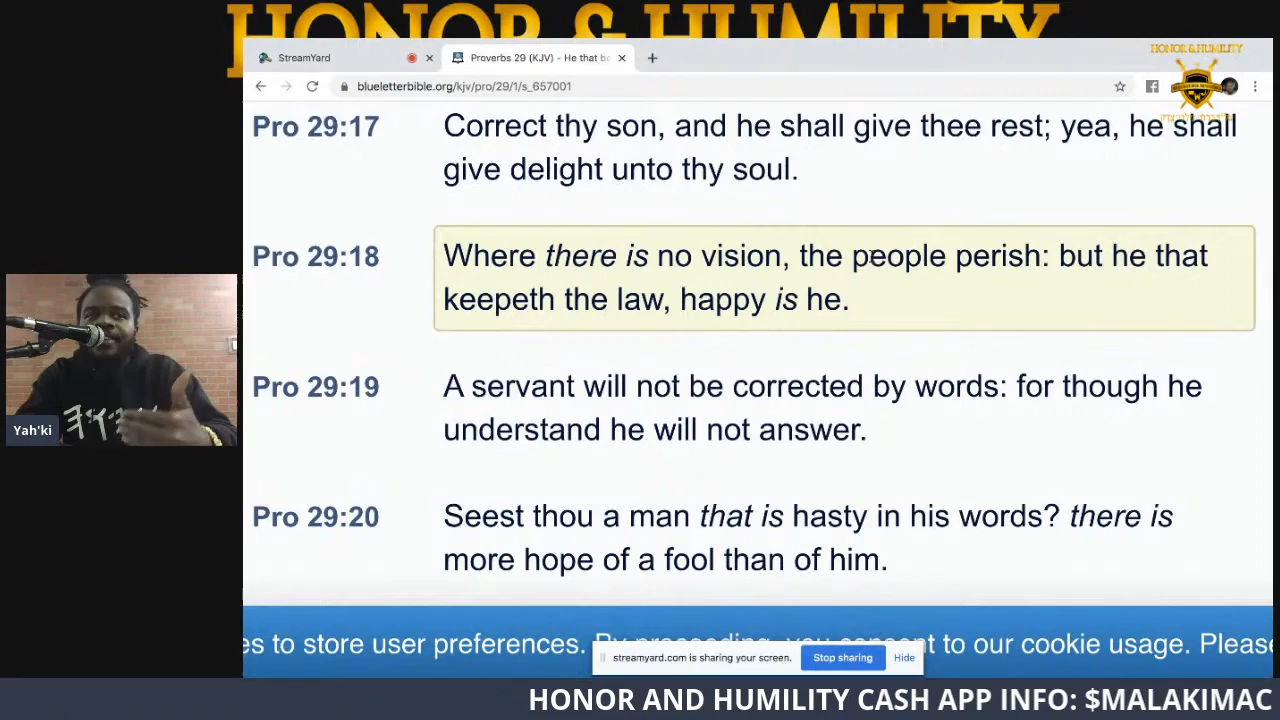 HONOR & HUMILITY
StreamYard
Proverbs 29 (KJV) - He that be
HONOR & HUMILITY
blueletterbible.org/kjv/pro/29/1/s_657001
Pro 29:17 Correct thy son, and he shall give thee rest; yea, he shall
give delight unto thy soul.
Pro 29:18 Where there is no vision, the people perish: but he that
keepeth the law, happy is he.
Pro 29:19 A servant will not be corrected by words: for though he
understand he will not answer.
Yah'ki
Pro 29:20 Seest thou a man that is hasty in his words? there is
more hope of a fool than of him.
es to store user preferences. By proceeding, you consent to our cookie usage. Please
streamyard.com is sharing your screen. Stop sharing Hide
HONOR AND HUMILITY CASH APP INFO: $MALAKIMAC